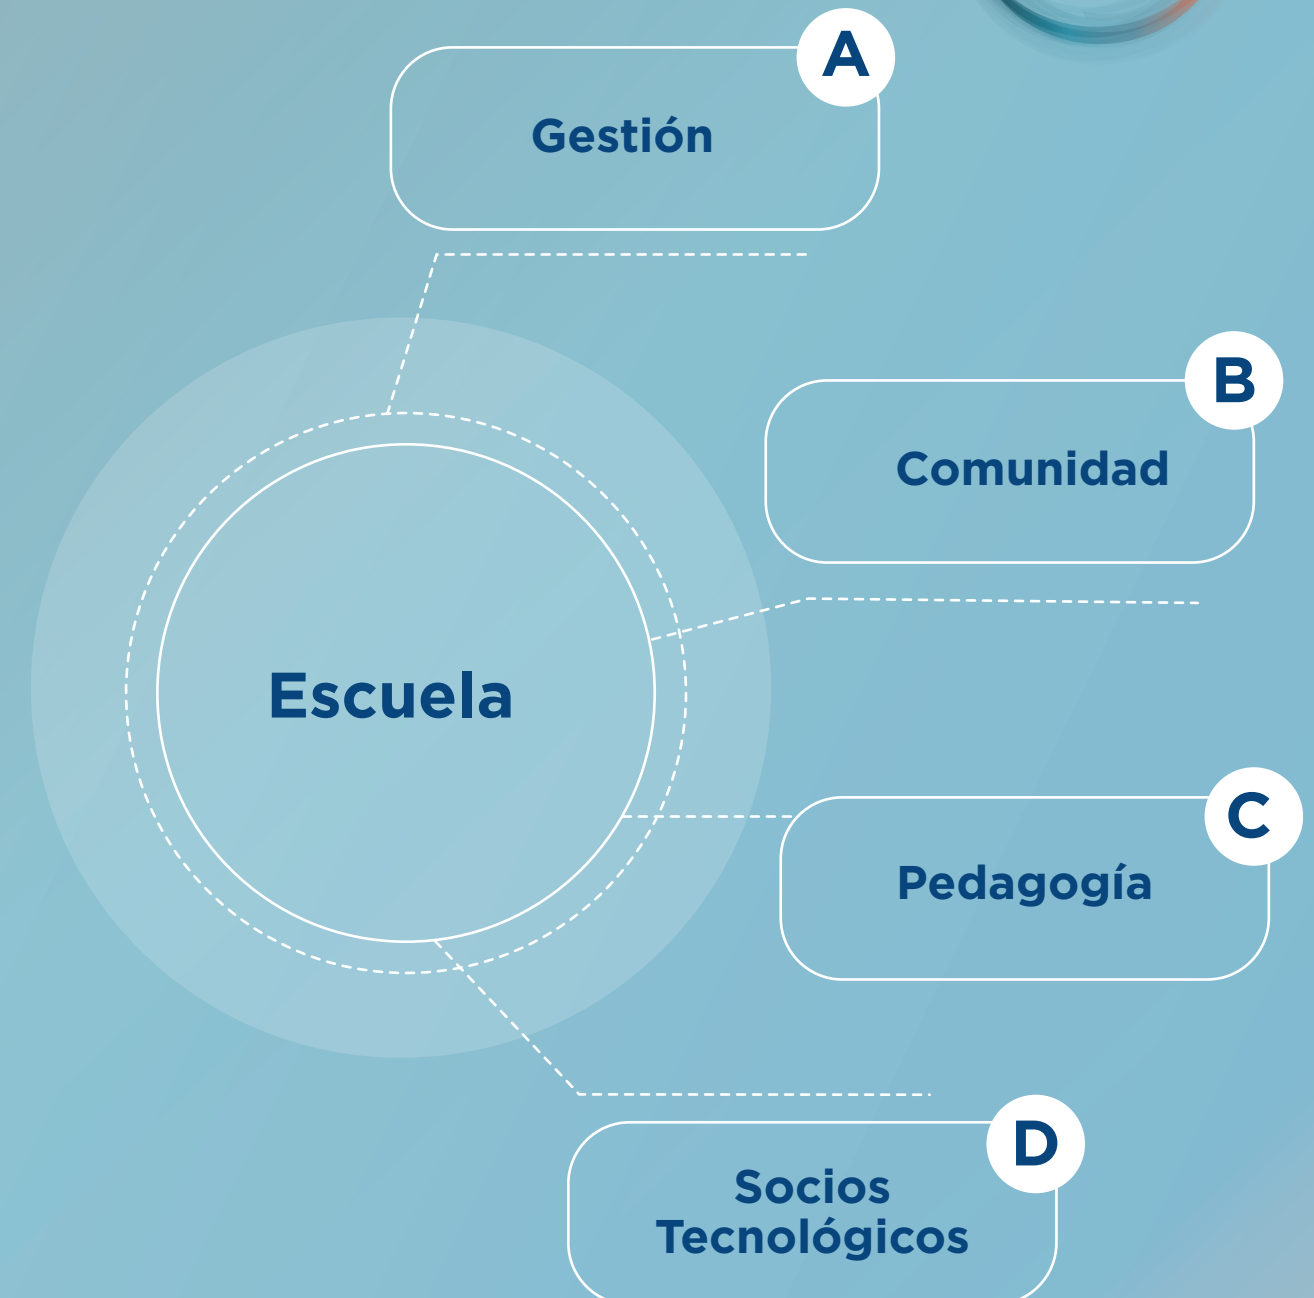 A
Gestión
B
Comunidad
Escuela
C
Pedagogía
D
Socios
Tecnológicos